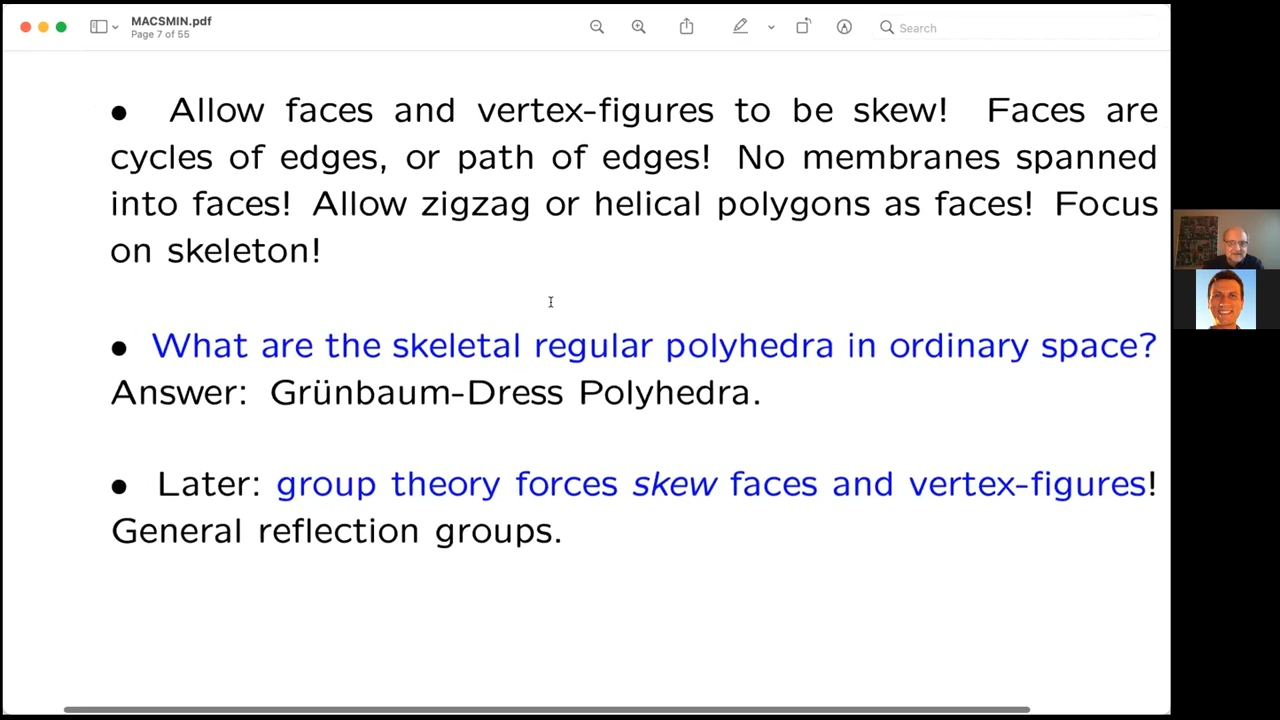 MACSMIN.pdf
Page 7 of 55
Search
• Allow faces and vertex-figures to be skew! Faces are
cycles of edges, or path of edges! No membranes spanned
into faces! Allow zigzag or helical polygons as faces! Focus
on skeleton!
• What are the skeletal regular polyhedra in ordinary space?
Answer: Grünbaum-Dress Polyhedra.
• Later: group theory forces skew faces and vertex-figures!
General reflection groups.